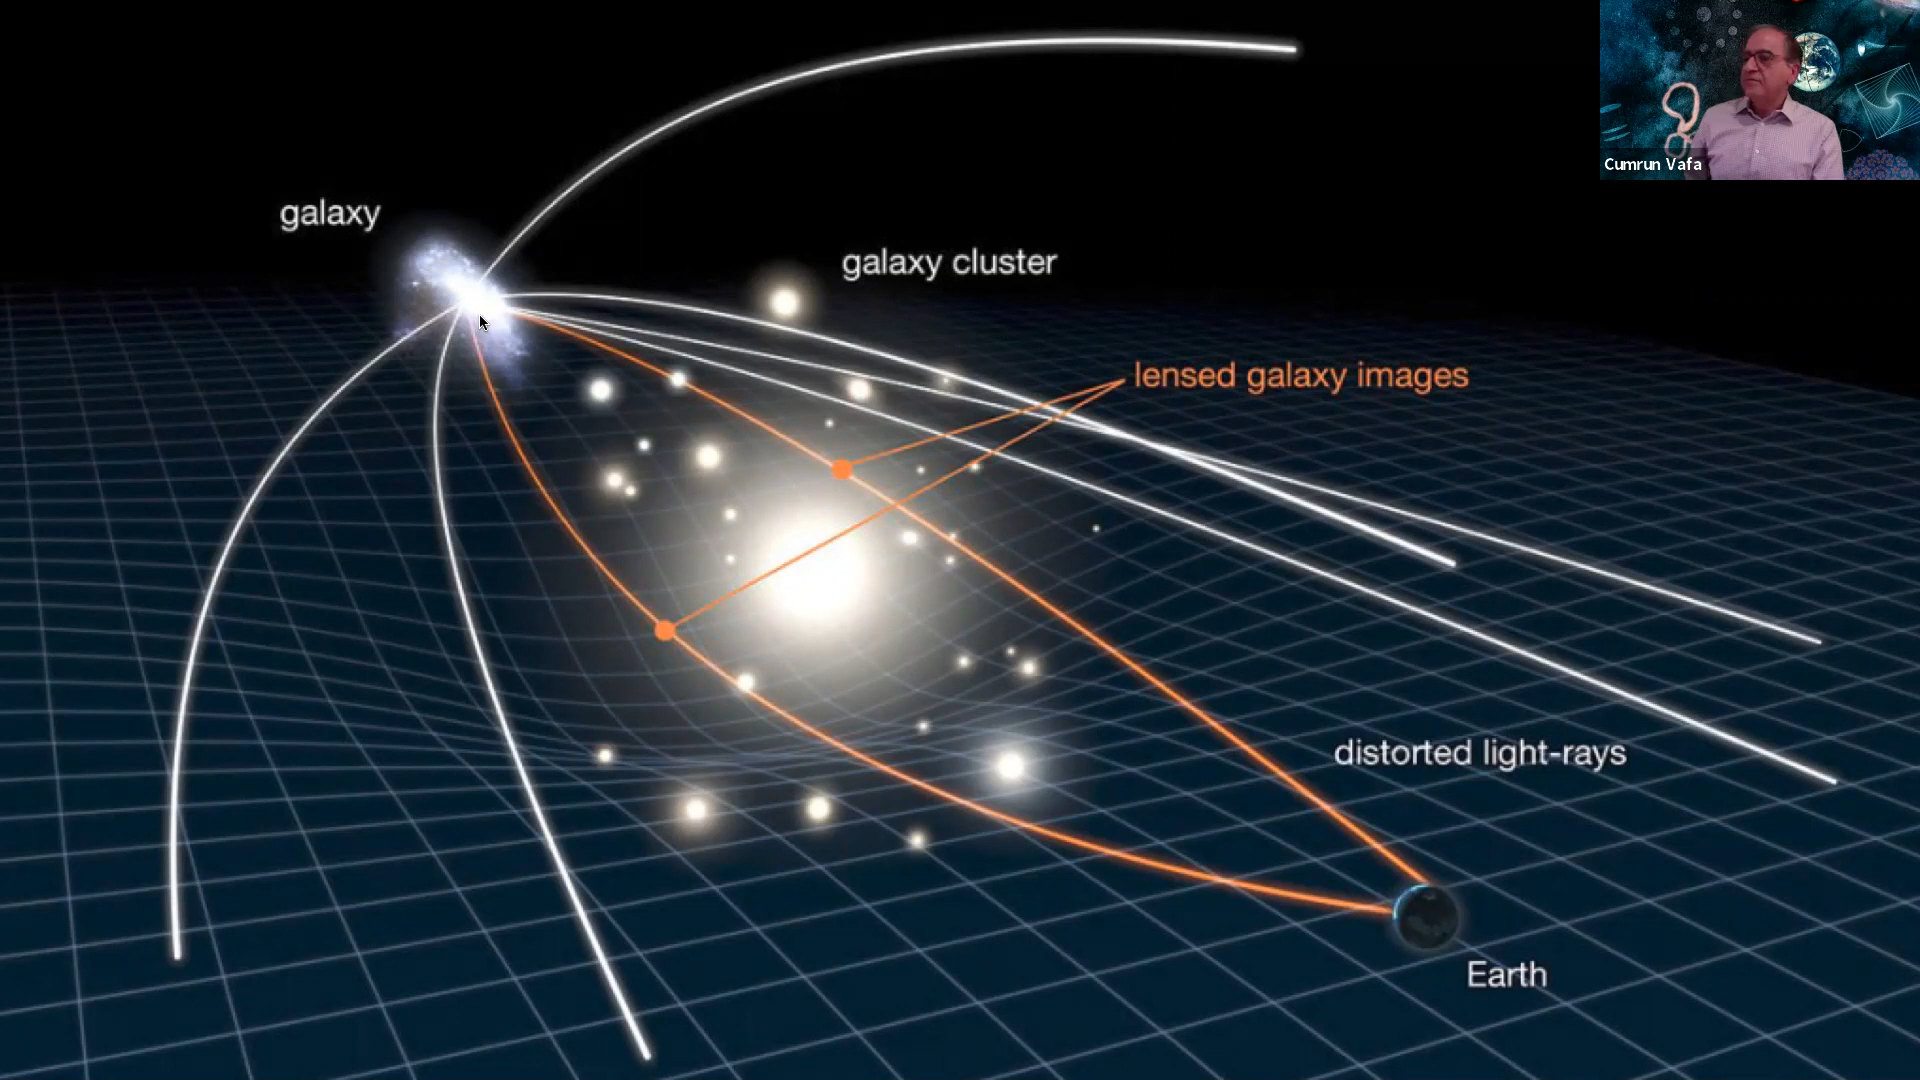 Cumrun Vafa
galaxy
galaxy cluster
lensed galaxy images
distorted light-rays
Earth